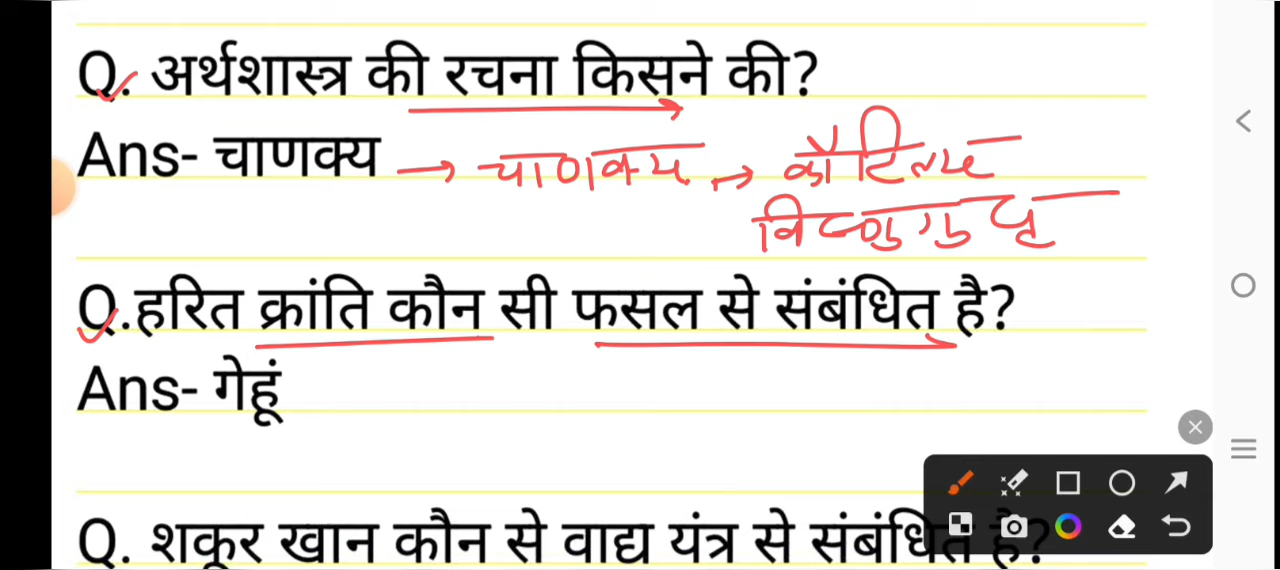 Q. अर्थशास्त्र की रचना किसने की?
Ans- चाणक्य → चाणक्य → कौटिल्य
विष्णुगुप्त
Q.हरित क्रांति कौन सी फसल से संबंधित है?
Ans- गेहूं
Q. शकूर खान कौन से वाद्य यंत्र से संबंधित है?